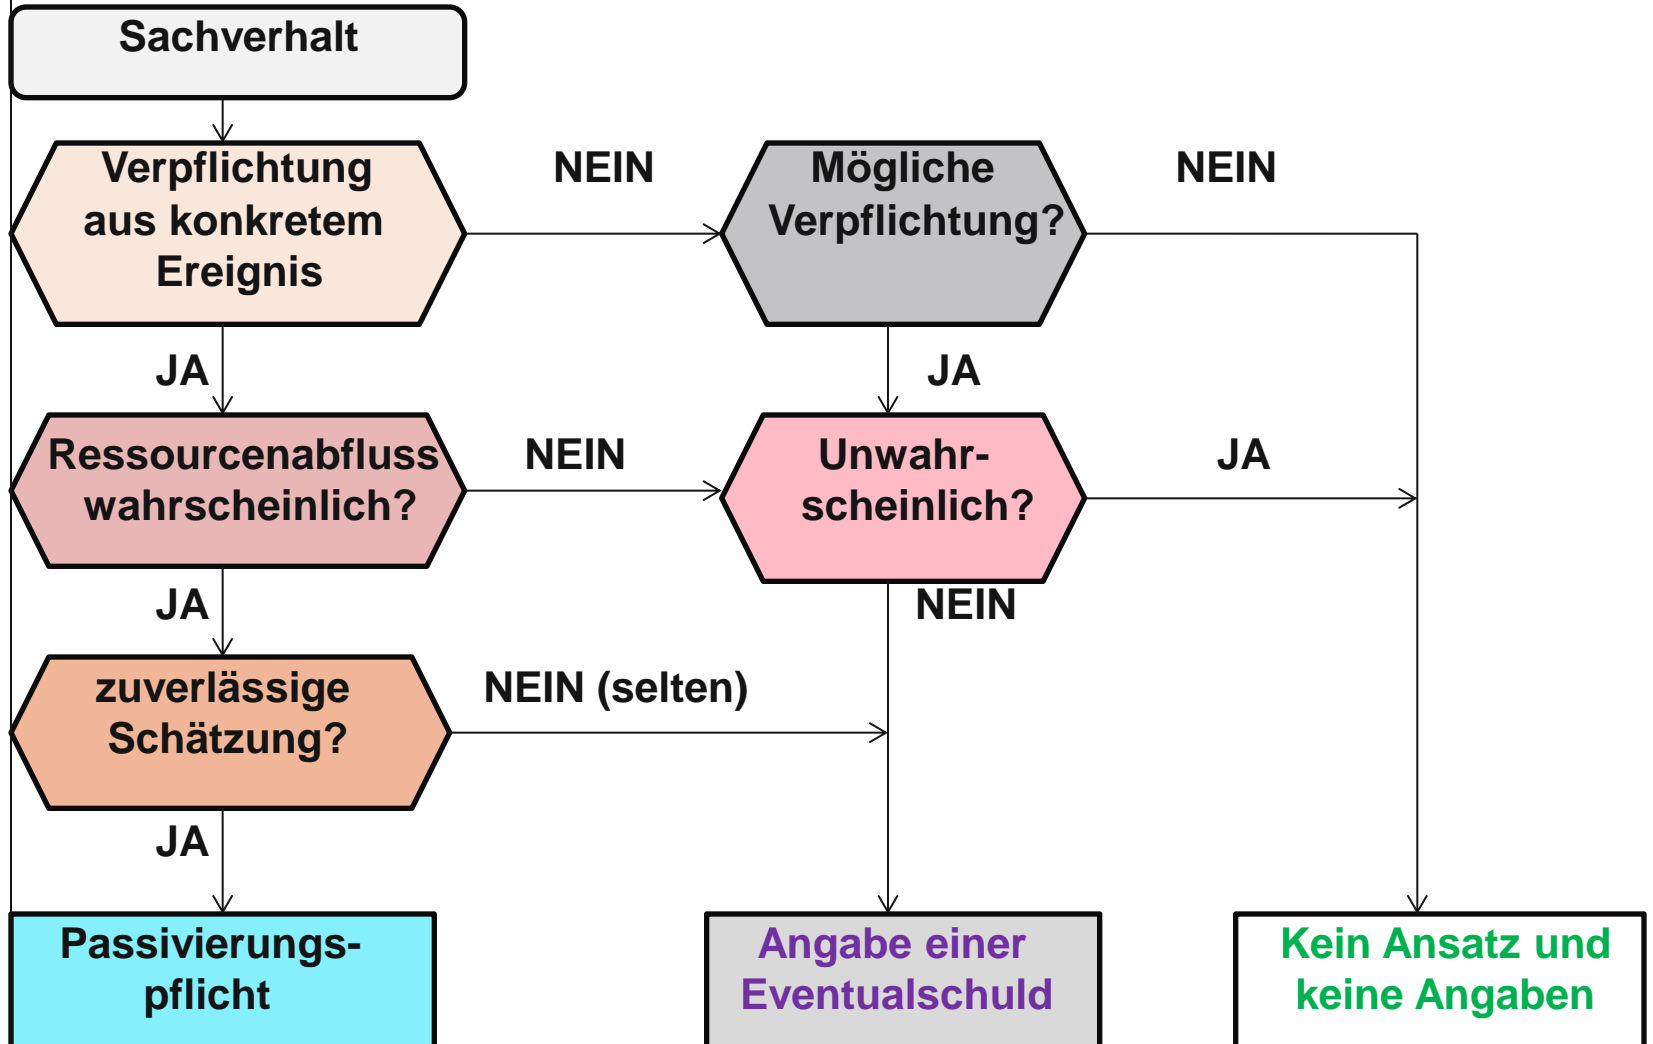 Sachverhalt
Verpflichtung
aus konkretem
Ereignis
NEIN
Mögliche
Verpflichtung?
NEIN
JA
JA
Ressourcenabfluss
wahrscheinlich?
NEIN
Unwahr-
scheinlich?
JA
JA
NEIN
zuverlässige
Schätzung?
NEIN (selten)
JA
Passivierungs-
pflicht
Angabe einer
Eventualschuld
Kein Ansatz und
keine Angaben